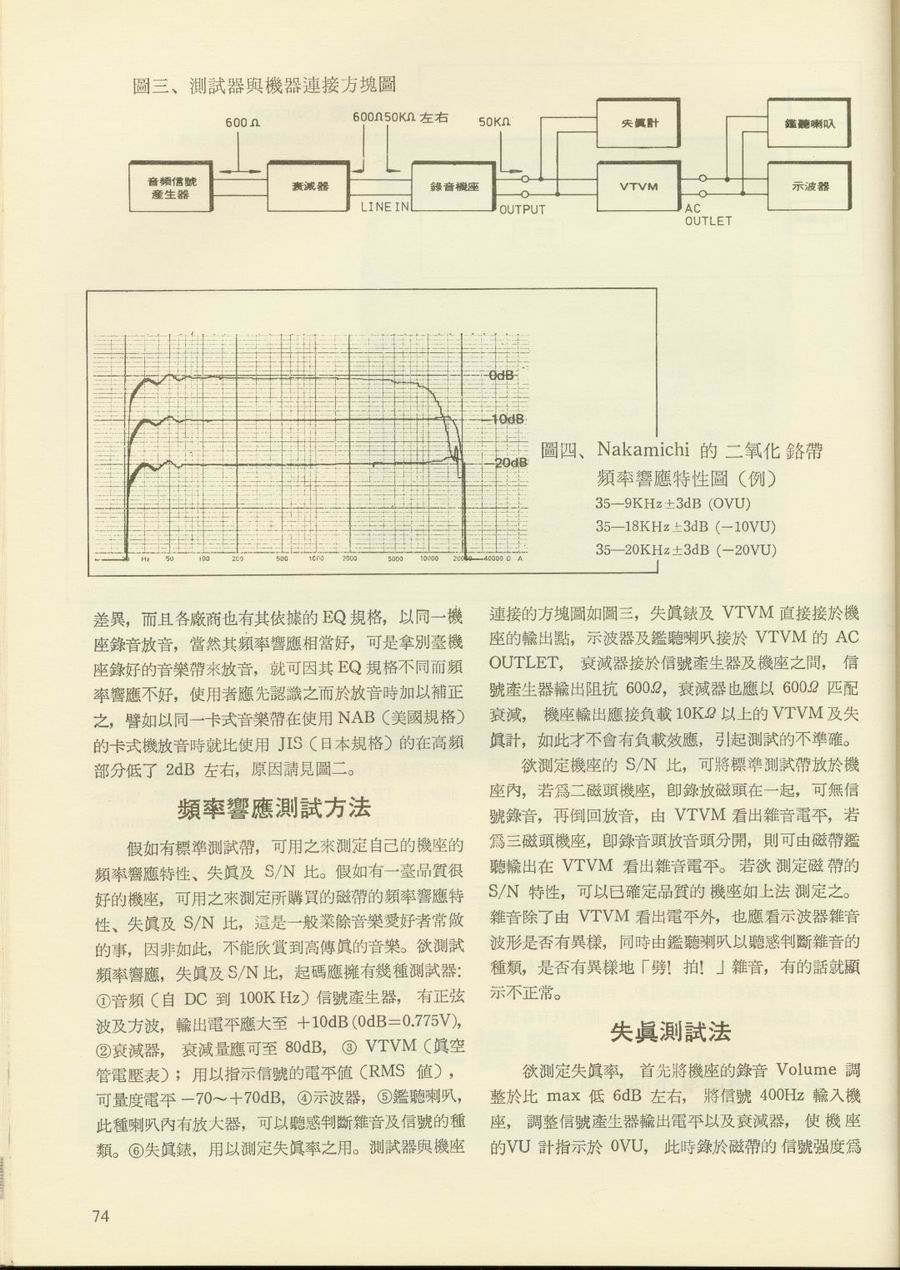 圖三、測試器與機器連接方塊圖
600Ω
600Ω50KΩ 左右
50KΩ
失眞計
鑑聽喇叭
音頻信號
產生器
衰減器
錄音機座
VTVM
示波器
LINE IN
OUTPUT
AC
OUTLET
0dB
-10dB
-20dB
Hz 50 100 200 500 1000 2000 5000 10000 20000 40000 D A
圖四、Nakamichi 的 二氧化 鉻帶
頻率響應特性圖（例）
35—9KHz±3dB (OVU)
35—18KHz±3dB (−10VU)
35—20KHz±3dB (−20VU)
差異，而且各廠商也有其依據的 EQ 規格，以同一機
座錄音放音，當然其頻率響應相當好，可是拿別臺機
座錄好的音樂帶來放音，就可因其 EQ 規格不同而頻
率響應不好，使用者應先認識之而於放音時加以補正
之，譬如以同一卡式音樂帶在使用 NAB（美國規格）
的卡式機放音時就比使用 JIS（日本規格）的在高頻
部分低了 2dB 左右，原因請見圖二。
頻率響應測試方法
假如有標準測試帶，可用之來測定自己的機座的
頻率響應特性、失眞及 S/N 比。假如有一臺品質很
好的機座，可用之來測定所購買的磁帶的頻率響應特
性、失眞及 S/N 比，這是一般業餘音樂愛好者常做
的事，因非如此，不能欣賞到高傳眞的音樂。欲測試
頻率響應，失眞及 S/N 比，起碼應擁有幾種測試器：
①音頻（自 DC 到 100K Hz）信號產生器， 有正弦
波及方波，輸出電平應大至 +10dB (0dB=0.775V)，
②衰減器， 衰減量應可至 80dB， ③ VTVM（眞空
管電壓表）；用以指示信號的電平値（RMS 値），
可量度電平 −70～+70dB，④示波器，⑤鑑聽喇叭，
此種喇叭內有放大器，可以聽感判斷雜音及信號的種
類。⑥失眞錶，用以測定失眞率之用。測試器與機座
連接的方塊圖如圖三，失眞錶及 VTVM 直接接於機
座的輸出點，示波器及鑑聽喇叭接於 VTVM 的 AC
OUTLET， 衰減器接於信號產生器及機座之間， 信
號產生器輸出阻抗 600Ω，衰減器也應以 600Ω 匹配
衰減， 機座輸出應接負載 10KΩ 以上的 VTVM 及失
眞計，如此才不會有負載效應，引起測試的不準確。
欲測定機座的 S/N 比，可將標準測試帶放於機
座內，若爲二磁頭機座，卽錄放磁頭在一起，可無信
號錄音，再倒回放音，由 VTVM 看出雜音電平，若
爲三磁頭機座，卽錄音頭放音頭分開，則可由磁帶鑑
聽輸出在 VTVM 看出雜音電平。若欲 測定磁 帶的
S/N 特性，可以已確定品質的 機座如上法 測定之。
雜音除了由 VTVM 看出電平外，也應看示波器雜音
波形是否有異樣，同時由鑑聽喇叭以聽感判斷雜音的
種類，是否有異樣地「劈！拍！」雜音，有的話就顯
示不正常。
失眞測試法
欲測定失眞率，首先將機座的錄音 Volume 調
整於比 max 低 6dB 左右， 將信號 400Hz 輸入機
座， 調整信號產生器輸出電平以及衰減器， 使 機 座
的VU 計指示於 0VU， 此時錄於磁帶的 信號强度爲
74